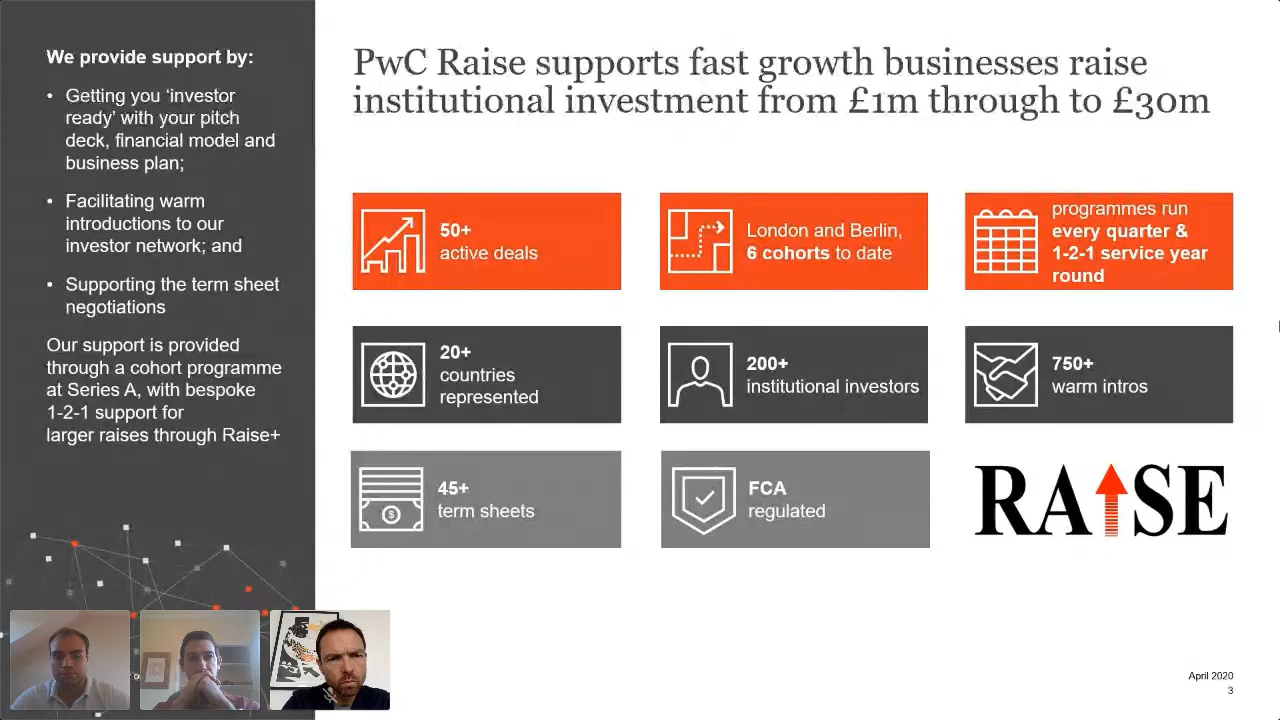 We provide support by:
• Getting you ‘investor
ready’ with your pitch
deck, financial model and
business plan;
• Facilitating warm
introductions to our
investor network; and
• Supporting the term sheet
negotiations
Our support is provided
through a cohort programme
at Series A, with bespoke
1-2-1 support for
larger raises through Raise+
PwC Raise supports fast growth businesses raise
institutional investment from £1m through to £30m
50+
active deals
London and Berlin,
6 cohorts to date
programmes run
every quarter &
1-2-1 service year
round
20+
countries
represented
200+
institutional investors
750+
warm intros
$
45+
term sheets
FCA
regulated
RAISE
April 2020
3